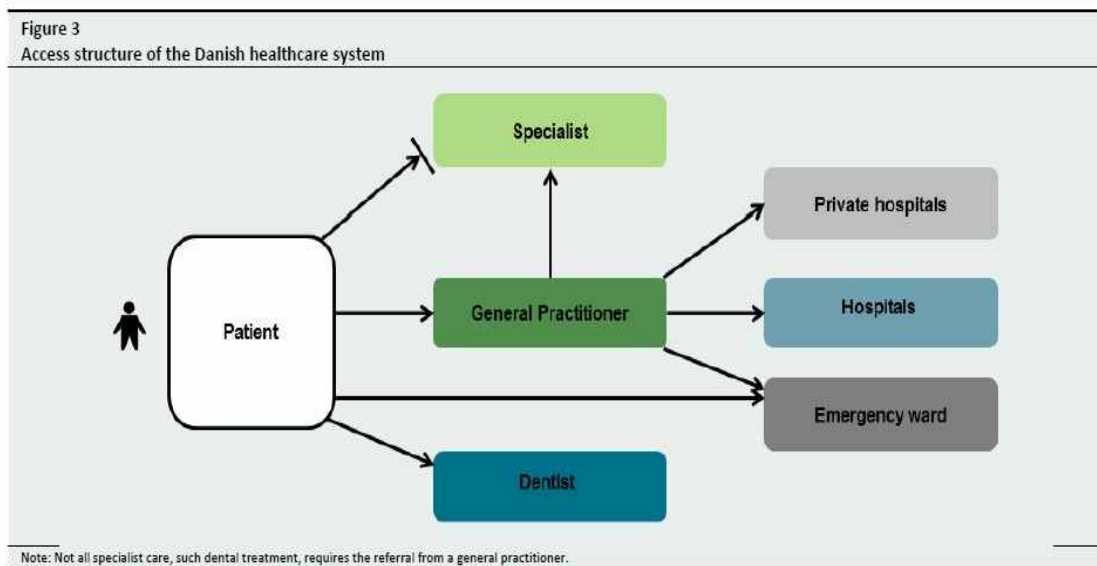 Figure 3
Access structure of the Danish healthcare system
Specialist
Private hospitals
General Practitioner
Hospitals
Patient
Emergency ward
Dentist
Note: Not all specialist care, such dental treatment, requires the referral from a general practitioner.